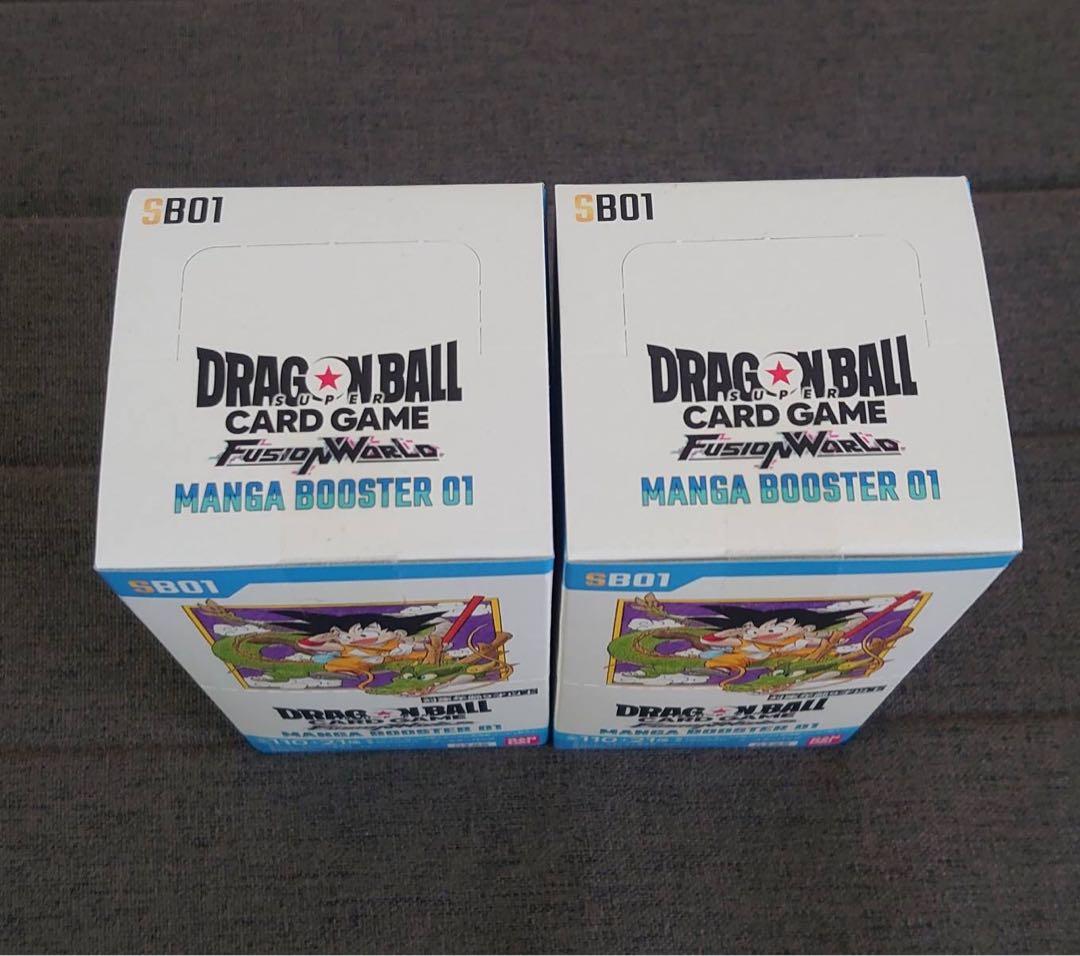 SB01
DRAGON BALL
SUPER
CARD GAME
FUSION WORLD
MANGA BOOSTER 01
SB01
DRAGON BALL
CARD GAME
MANGA BOOSTER 01
SB01
DRAGON BALL
SUPER
CARD GAME
FUSION WORLD
MANGA BOOSTER 01
SB01
DRAGON BALL
CARD GAME
MANGA BOOSTER 01